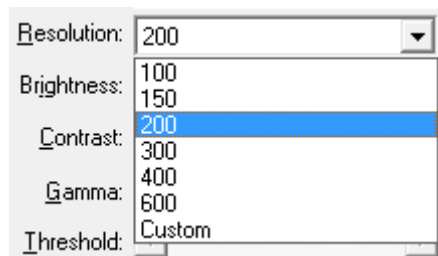 Resolution: 200
100
Brightness: 150
200
Contrast: 300
400
Gamma: 600
Custom
Threshold: